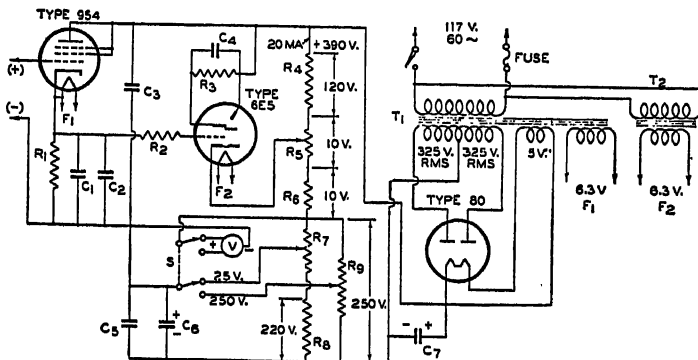 TYPE 954
(+)
(-)
F1
R1
C1
C2
C3
R2
C4
R3
TYPE
6E5
F2
20 MA.
+390 V.
R4
120 V.
R5
10 V.
R6
10 V.
R7
S
+ V -
25 V.
250 V.
R9
250 V.
220 V.
R8
C5
+
-
C6
- +
C7
117 V.
60 ~
FUSE
T1
T2
325 V.
RMS
325 V.
RMS
5 V.
6.3 V
F1
6.3 V.
F2
TYPE 80